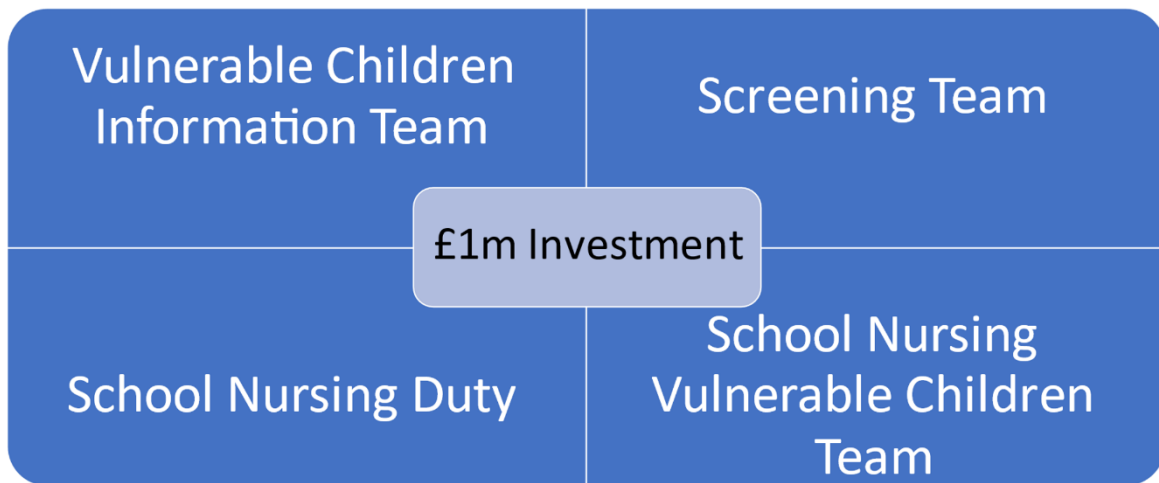 Vulnerable Children
Information Team
Screening Team
£1m Investment
School Nursing Duty
School Nursing
Vulnerable Children
Team